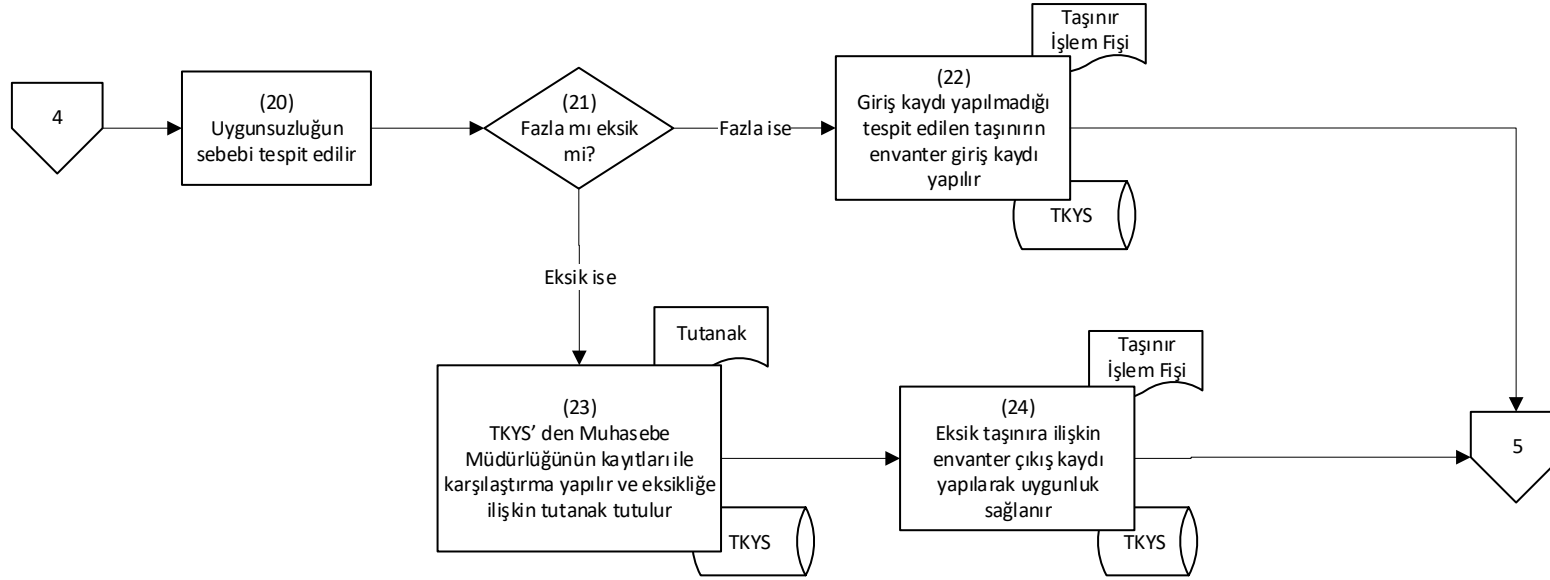 4
(20)
Uygunsuzluğun
sebebi tespit edilir
(21)
Fazla mı eksik
mi?
Fazla ise
Taşınır
İşlem Fişi
(22)
Giriş kaydı yapılmadığı
tespit edilen taşınırın
envanter giriş kaydı
yapılır
TKYS
Eksik ise
Tutanak
(23)
TKYS’ den Muhasebe
Müdürlüğünün kayıtları ile
karşılaştırma yapılır ve eksikliğe
ilişkin tutanak tutulur
TKYS
Taşınır
İşlem Fişi
(24)
Eksik taşınıra ilişkin
envanter çıkış kaydı
yapılarak uygunluk
sağlanır
TKYS
5